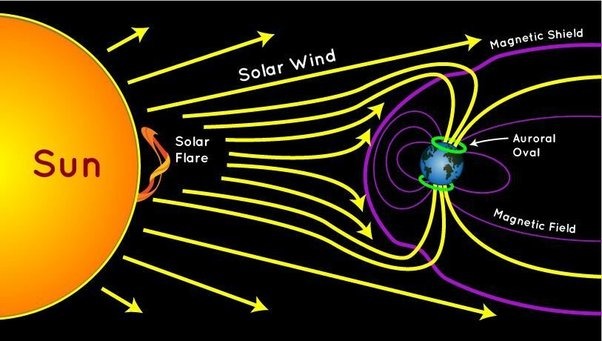 Sun
Solar
Flare
Solar Wind
Magnetic Shield
Auroral
Oval
Magnetic Field